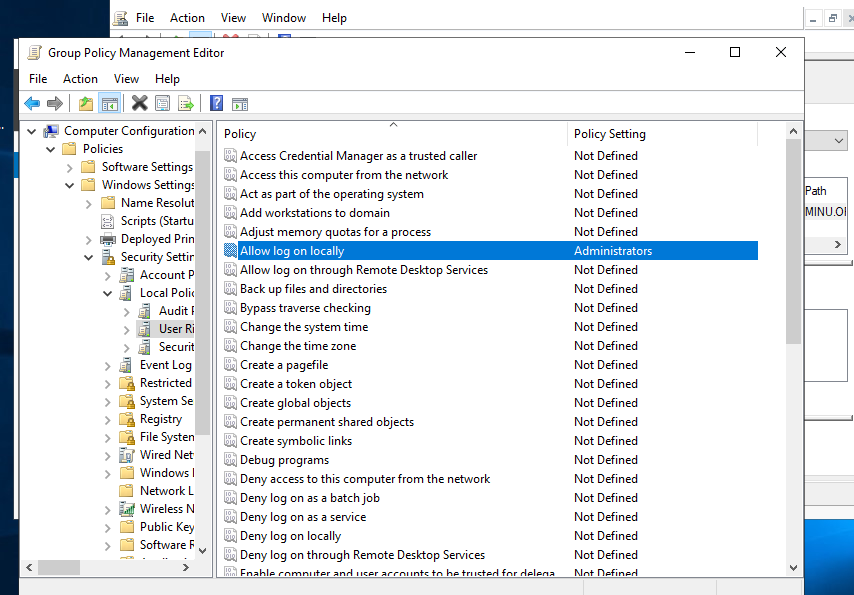 File Action View Window Help
Group Policy Management Editor
File Action View Help
Computer Configuration
Policies
Software Settings
Windows Settings
Name Resolut
Scripts (Startu
Deployed Prin
Security Settin
Account P
Local Polic
Audit P
User Ri
Securit
Event Log
Restricted
System Se
Registry
File System
Wired Net
Windows
Network L
Wireless N
Public Key
Software R
Policy Policy Setting
Access Credential Manager as a trusted caller Not Defined
Access this computer from the network Not Defined
Act as part of the operating system Not Defined
Add workstations to domain Not Defined
Adjust memory quotas for a process Not Defined
Allow log on locally Administrators
Allow log on through Remote Desktop Services Not Defined
Back up files and directories Not Defined
Bypass traverse checking Not Defined
Change the system time Not Defined
Change the time zone Not Defined
Create a pagefile Not Defined
Create a token object Not Defined
Create global objects Not Defined
Create permanent shared objects Not Defined
Create symbolic links Not Defined
Debug programs Not Defined
Deny access to this computer from the network Not Defined
Deny log on as a batch job Not Defined
Deny log on as a service Not Defined
Deny log on locally Not Defined
Deny log on through Remote Desktop Services Not Defined
Enable computer and user accounts to be trusted for delega... Not Defined
Path
MINU.OI